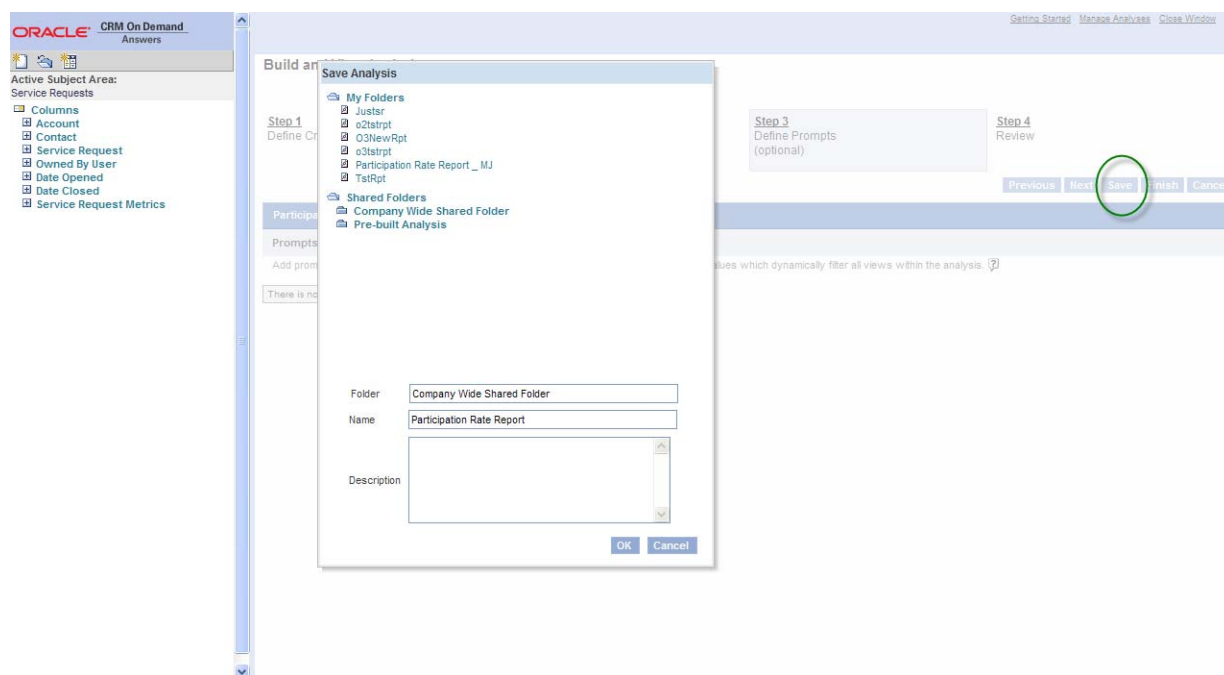 Getting Started Manage Analyses Close Window
ORACLE CRM On Demand
Answers
Active Subject Area:
Service Requests
Columns
Account
Contact
Service Request
Owned By User
Date Opened
Date Closed
Service Request Metrics
Build an
Save Analysis
My Folders
Justsr
o2tstrpt
O3NewRpt
o3tstrpt
Participation Rate Report _ MJ
TstRpt
Shared Folders
Company Wide Shared Folder
Pre-built Analysis
Folder Company Wide Shared Folder
Name Participation Rate Report
Description
OK Cancel
Step 1
Define Cr
Step 3
Define Prompts
(optional)
Step 4
Review
Previous Next Save Finish Cance
Participa
Prompts
Add prom
alues which dynamically filter all views within the analysis. ?
There is no